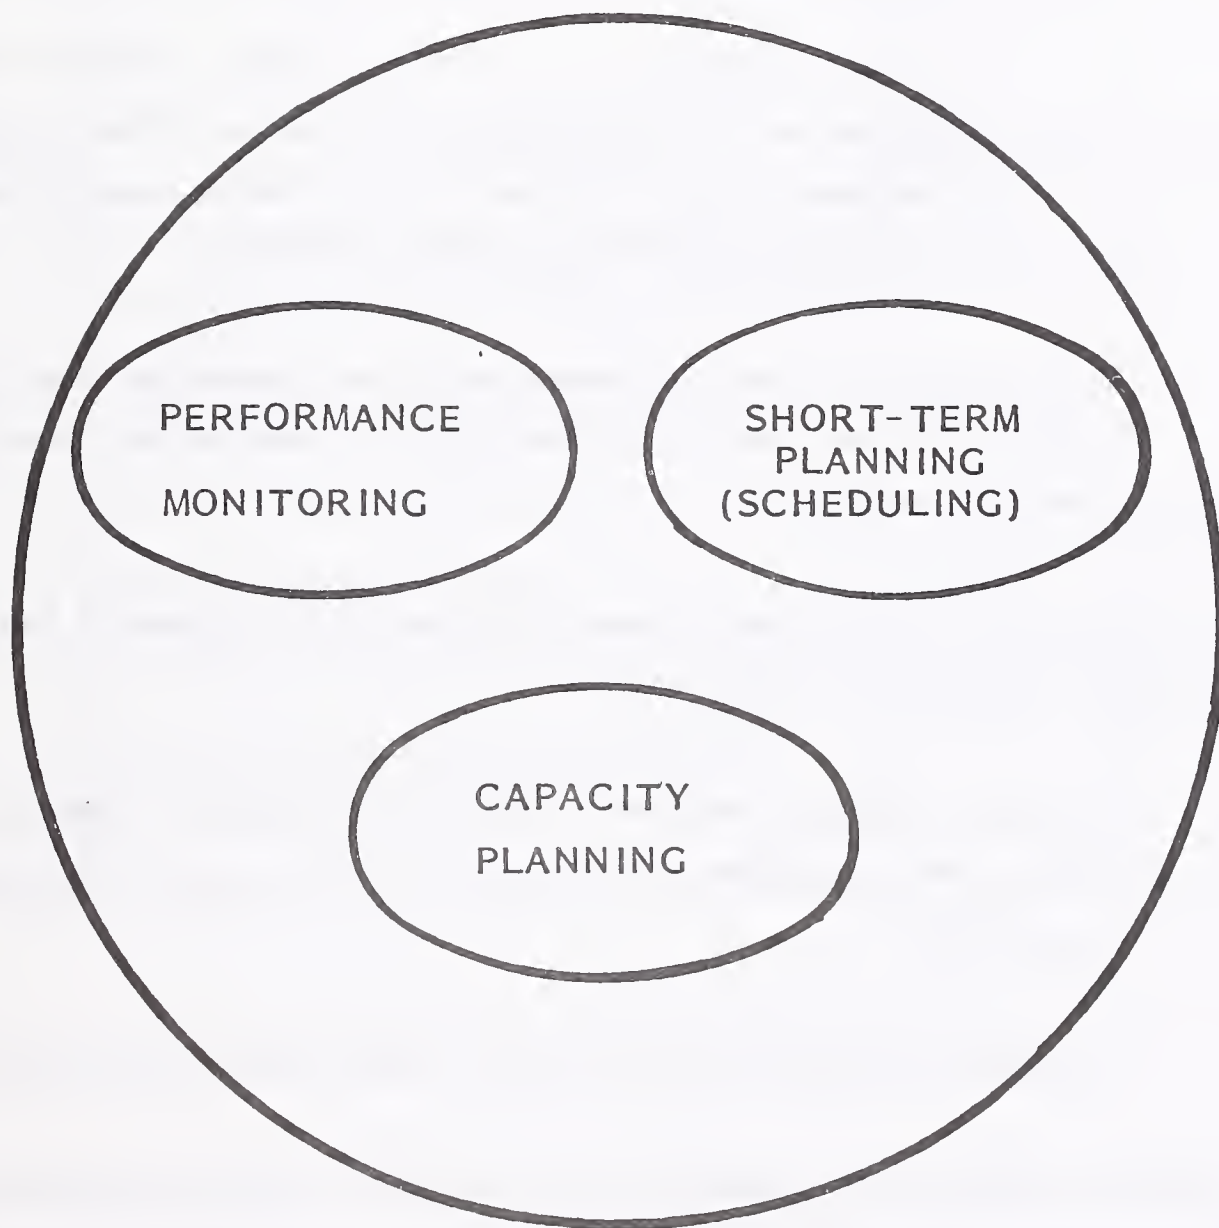 PERFORMANCE
MONITORING
SHORT-TERM
PLANNING
(SCHEDULING)
CAPACITY
PLANNING